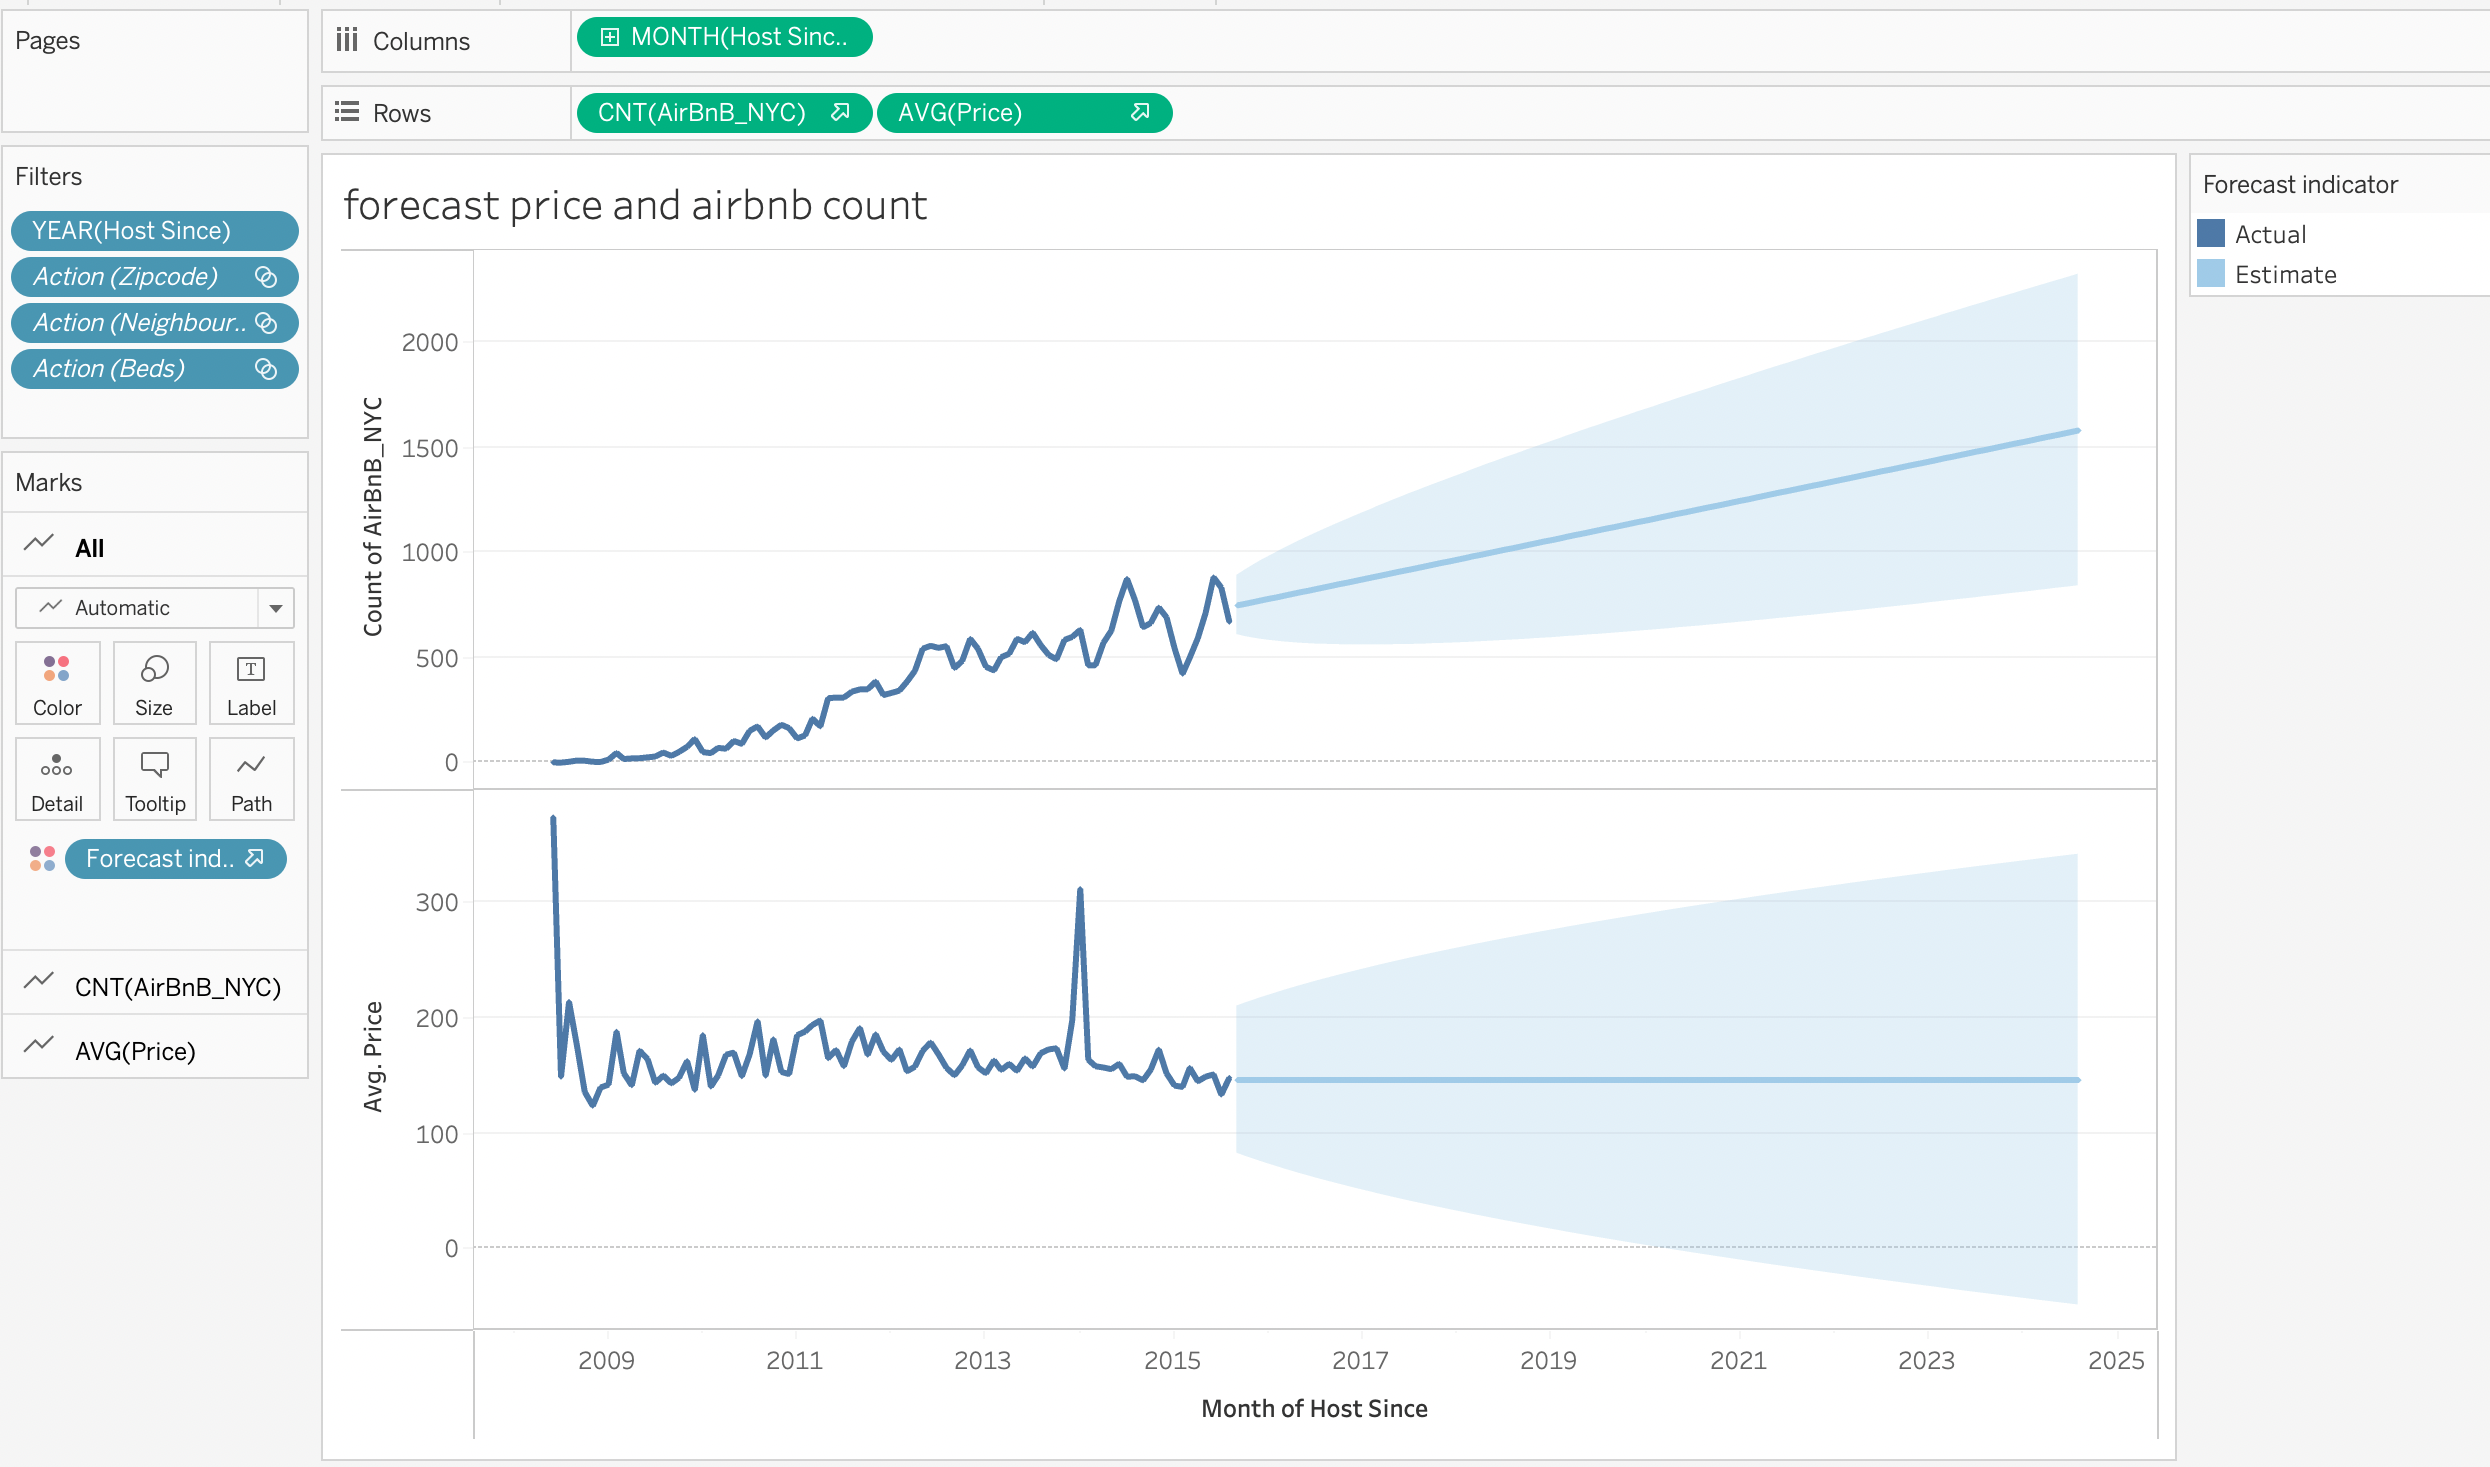 Pages
Columns
MONTH(Host Sinc..
Rows
CNT(AirBnB_NYC)
AVG(Price)
Filters
YEAR(Host Since)
Action (Zipcode)
Action (Neighbour..
Action (Beds)
Marks
All
Automatic
Color
Size
T
Label
Detail
Tooltip
Path
Forecast ind..
CNT(AirBnB_NYC)
AVG(Price)
forecast price and airbnb count
Count of AirBnB_NYC
2000
1500
1000
500
0
Avg. Price
300
200
100
0
2009 2011 2013 2015 2017 2019 2021 2023 2025
Month of Host Since
Forecast indicator
Actual
Estimate